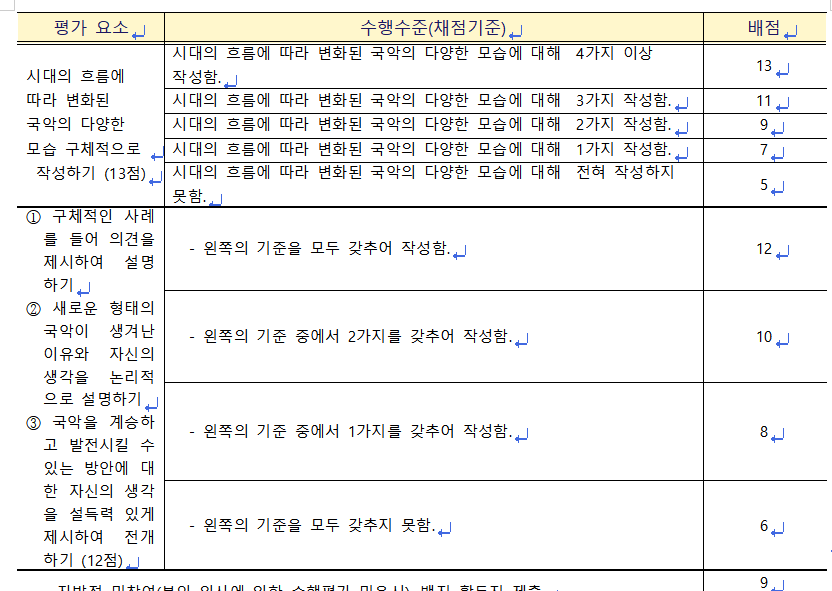 평가 요소 수행수준(채점기준) 배점
시대의 흐름에
따라 변화된
국악의 다양한
모습 구체적으로
작성하기 (13점)
시대의 흐름에 따라 변화된 국악의 다양한 모습에 대해 4가지 이상
작성함.
13
시대의 흐름에 따라 변화된 국악의 다양한 모습에 대해 3가지 작성함.
11
시대의 흐름에 따라 변화된 국악의 다양한 모습에 대해 2가지 작성함.
9
시대의 흐름에 따라 변화된 국악의 다양한 모습에 대해 1가지 작성함.
7
시대의 흐름에 따라 변화된 국악의 다양한 모습에 대해 전혀 작성하지
못함.
5
① 구체적인 사례
를 들어 의견을
제시하여 설명
하기
② 새로운 형태의
국악이 생겨난
이유와 자신의
생각을 논리적
으로 설명하기
③ 국악을 계승하
고 발전시킬 수
있는 방안에 대
한 자신의 생각
을 설득력 있게
제시하여 전개
하기 (12점)
- 왼쪽의 기준을 모두 갖추어 작성함.
12
- 왼쪽의 기준 중에서 2가지를 갖추어 작성함.
10
- 왼쪽의 기준 중에서 1가지를 갖추어 작성함.
8
- 왼쪽의 기준을 모두 갖추지 못함.
6
9